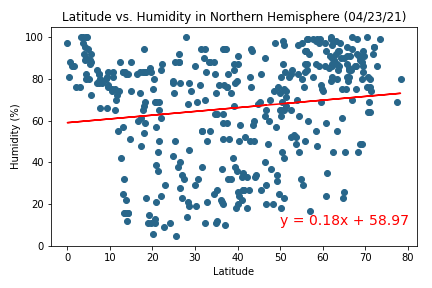 Latitude vs. Humidity in Northern Hemisphere (04/23/21)
100
80
60
40
20
0
Humidity (%)
y = 0.18x + 58.97
0 10 20 30 40 50 60 70 80
Latitude